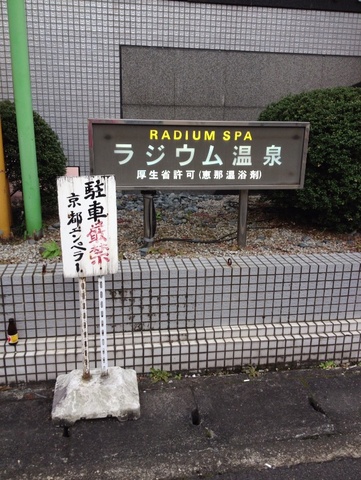 RADIUM SPA
ラジウム温泉
厚生省許可(恵那温浴剤)
駐車厳禁
京都エンペラー